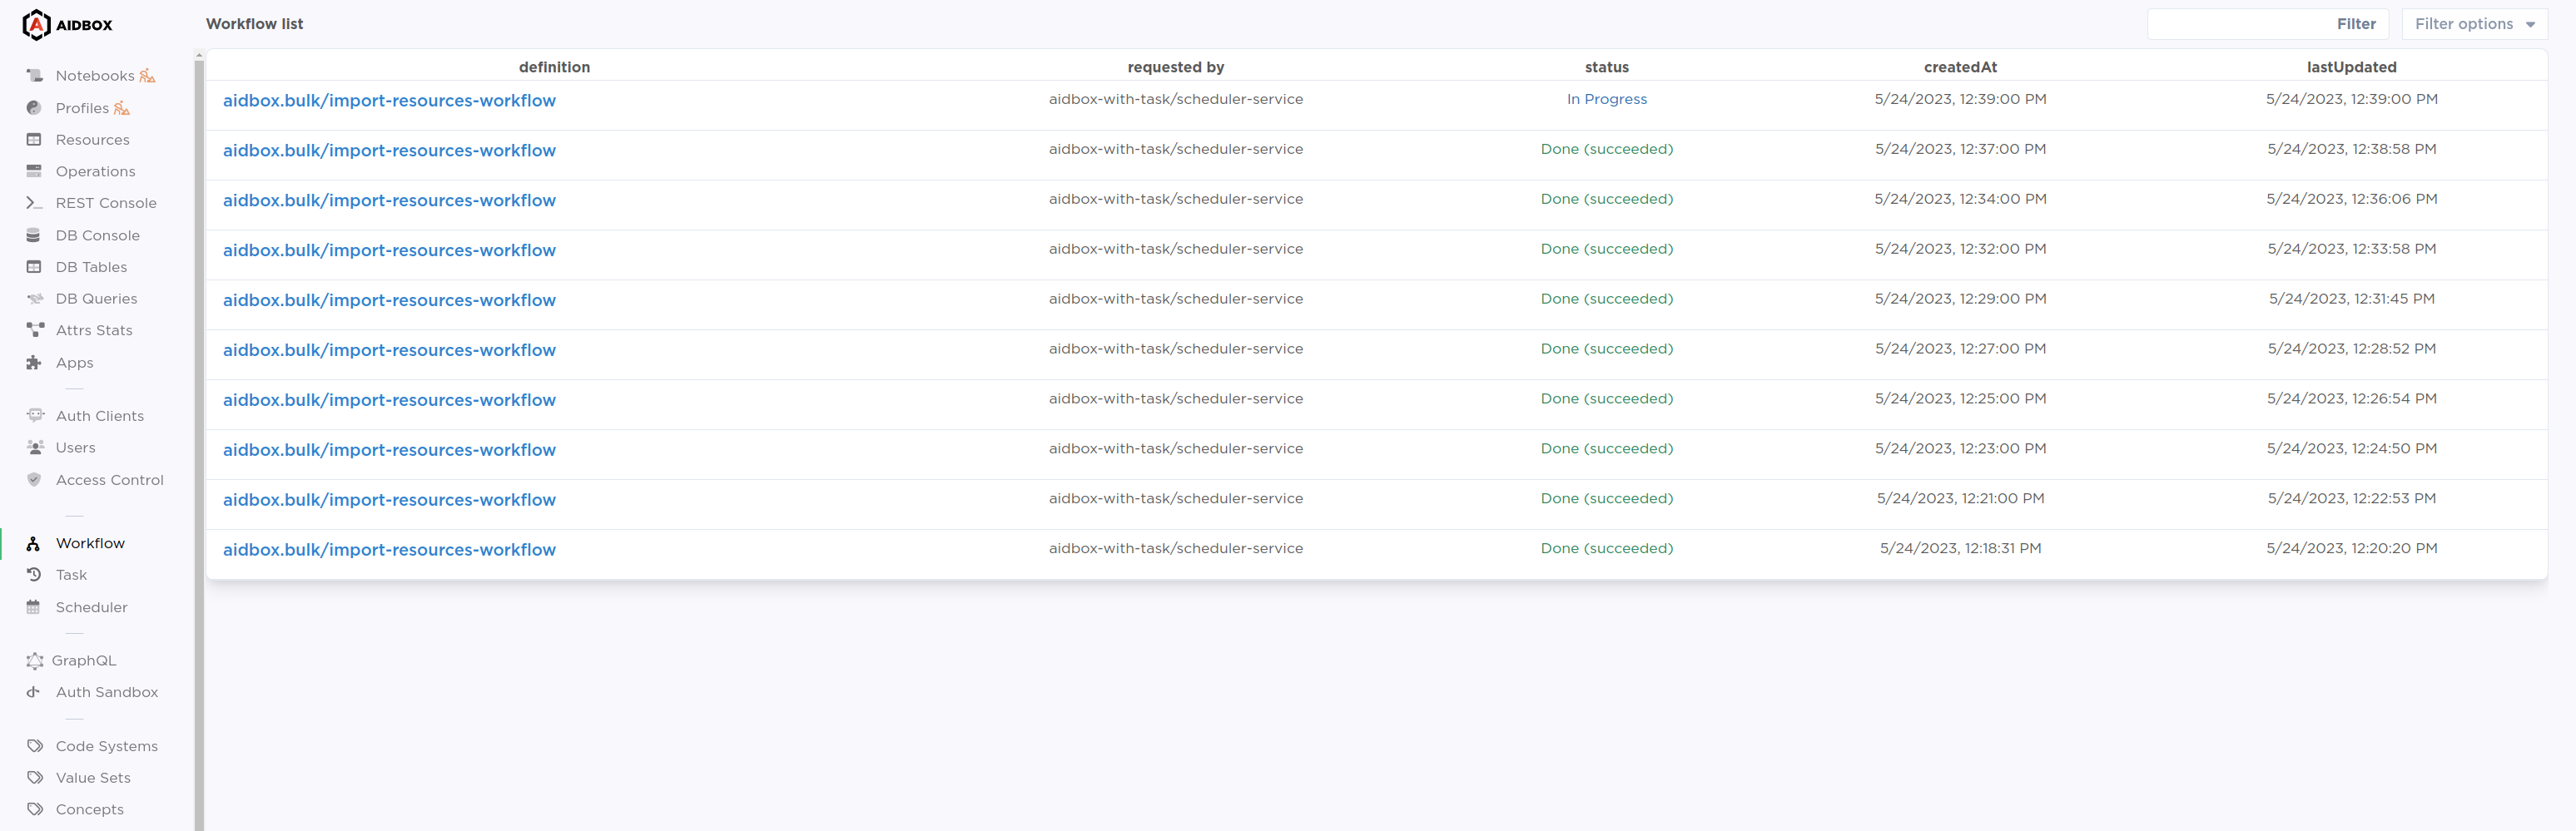 AIDBOX
Workflow list
Filter
Filter options
Notebooks
Profiles
Resources
Operations
REST Console
DB Console
DB Tables
DB Queries
Attrs Stats
Apps
Auth Clients
Users
Access Control
Workflow
Task
Scheduler
GraphQL
Auth Sandbox
Code Systems
Value Sets
Concepts
definition requested by status createdAt lastUpdated
aidbox.bulk/import-resources-workflow aidbox-with-task/scheduler-service In Progress 5/24/2023, 12:39:00 PM 5/24/2023, 12:39:00 PM
aidbox.bulk/import-resources-workflow aidbox-with-task/scheduler-service Done (succeeded) 5/24/2023, 12:37:00 PM 5/24/2023, 12:38:58 PM
aidbox.bulk/import-resources-workflow aidbox-with-task/scheduler-service Done (succeeded) 5/24/2023, 12:34:00 PM 5/24/2023, 12:36:06 PM
aidbox.bulk/import-resources-workflow aidbox-with-task/scheduler-service Done (succeeded) 5/24/2023, 12:32:00 PM 5/24/2023, 12:33:58 PM
aidbox.bulk/import-resources-workflow aidbox-with-task/scheduler-service Done (succeeded) 5/24/2023, 12:29:00 PM 5/24/2023, 12:31:45 PM
aidbox.bulk/import-resources-workflow aidbox-with-task/scheduler-service Done (succeeded) 5/24/2023, 12:27:00 PM 5/24/2023, 12:28:52 PM
aidbox.bulk/import-resources-workflow aidbox-with-task/scheduler-service Done (succeeded) 5/24/2023, 12:25:00 PM 5/24/2023, 12:26:54 PM
aidbox.bulk/import-resources-workflow aidbox-with-task/scheduler-service Done (succeeded) 5/24/2023, 12:23:00 PM 5/24/2023, 12:24:50 PM
aidbox.bulk/import-resources-workflow aidbox-with-task/scheduler-service Done (succeeded) 5/24/2023, 12:21:00 PM 5/24/2023, 12:22:53 PM
aidbox.bulk/import-resources-workflow aidbox-with-task/scheduler-service Done (succeeded) 5/24/2023, 12:18:31 PM 5/24/2023, 12:20:20 PM